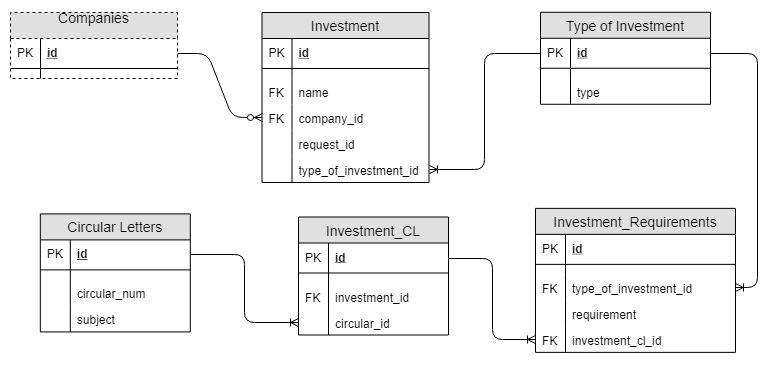 Companies
PK id
Investment
PK id
FK name
FK company_id
request_id
type_of_investment_id
Type of Investment
PK id
type
Circular Letters
PK id
circular_num
subject
Investment_CL
PK id
FK investment_id
circular_id
Investment_Requirements
PK id
FK type_of_investment_id
requirement
FK investment_cl_id